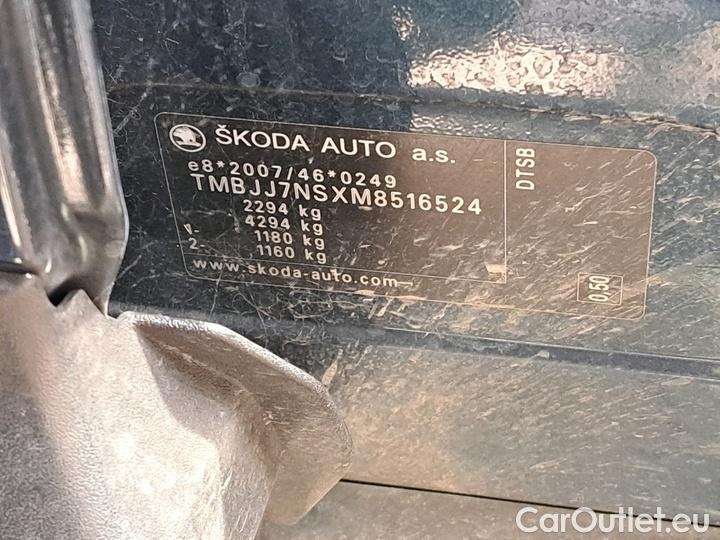 ŠKODA AUTO a.s.
e8*2007/46*0249
TMBJJ7NSXM8516524
2294 kg
4294 kg
1- 1180 kg
2- 1160 kg
www.skoda-auto.com
DTSB
0,50
CarOutlet.eu